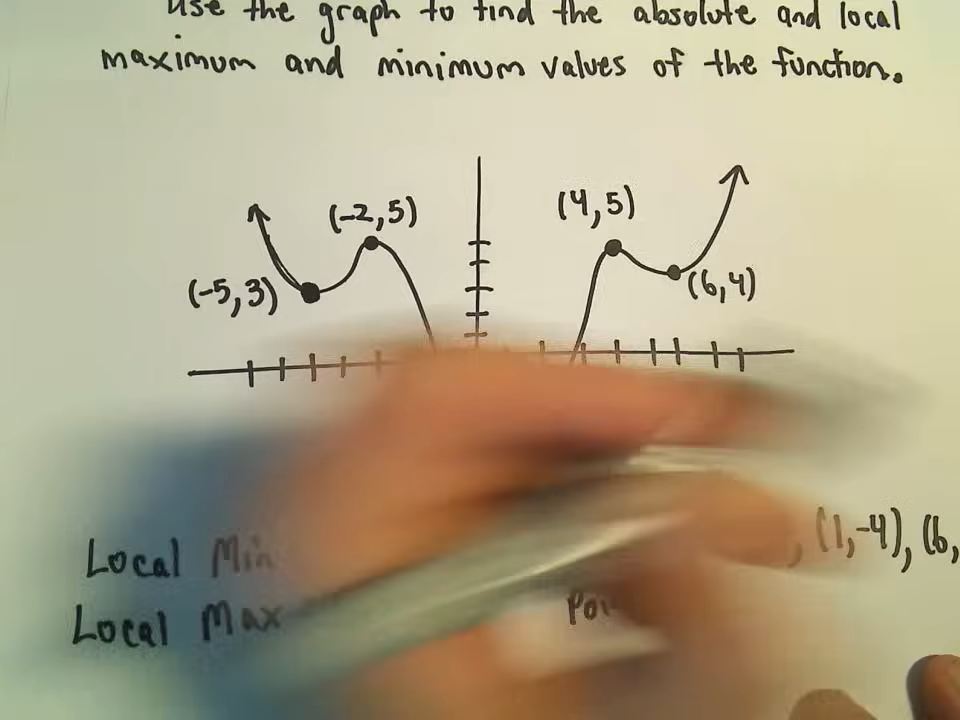 use the graph to find the absolute and local
maximum and minimum values of the function.
(-2,5)
(4,5)
(-5,3)
(6,4)
Local Min
(1,-4), (6,
Local Max